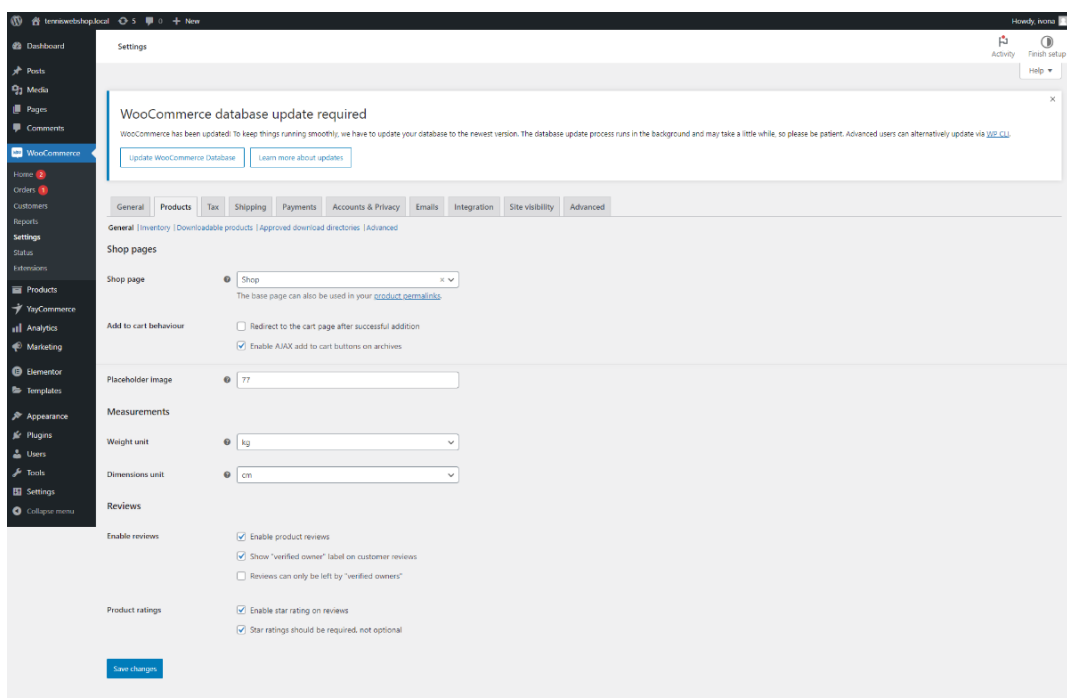 tenniswebshop.local 5 0 + New Howdy, ivona
Dashboard
Posts
Media
Pages
Comments
WooCommerce
Home 2
Orders 1
Customers
Reports
Settings
Status
Extensions
Products
YayCommerce
Analytics
Marketing
Elementor
Templates
Appearance
Plugins
Users
Tools
Settings
Collapse menu
Settings
Activity Finish setup
Help
WooCommerce database update required
WooCommerce has been updated! To keep things running smoothly, we have to update your database to the newest version. The database update process runs in the background and may take a little while, so please be patient. Advanced users can alternatively update via WP CLI.
Update WooCommerce Database Learn more about updates
General Products Tax Shipping Payments Accounts & Privacy Emails Integration Site visibility Advanced
General | Inventory | Downloadable products | Approved download directories | Advanced
Shop pages
Shop page Shop
The base page can also be used in your product permalinks.
Add to cart behaviour Redirect to the cart page after successful addition
Enable AJAX add to cart buttons on archives
Placeholder image 77
Measurements
Weight unit kg
Dimensions unit cm
Reviews
Enable reviews Enable product reviews
Show "verified owner" label on customer reviews
Reviews can only be left by "verified owners"
Product ratings Enable star rating on reviews
Star ratings should be required, not optional
Save changes